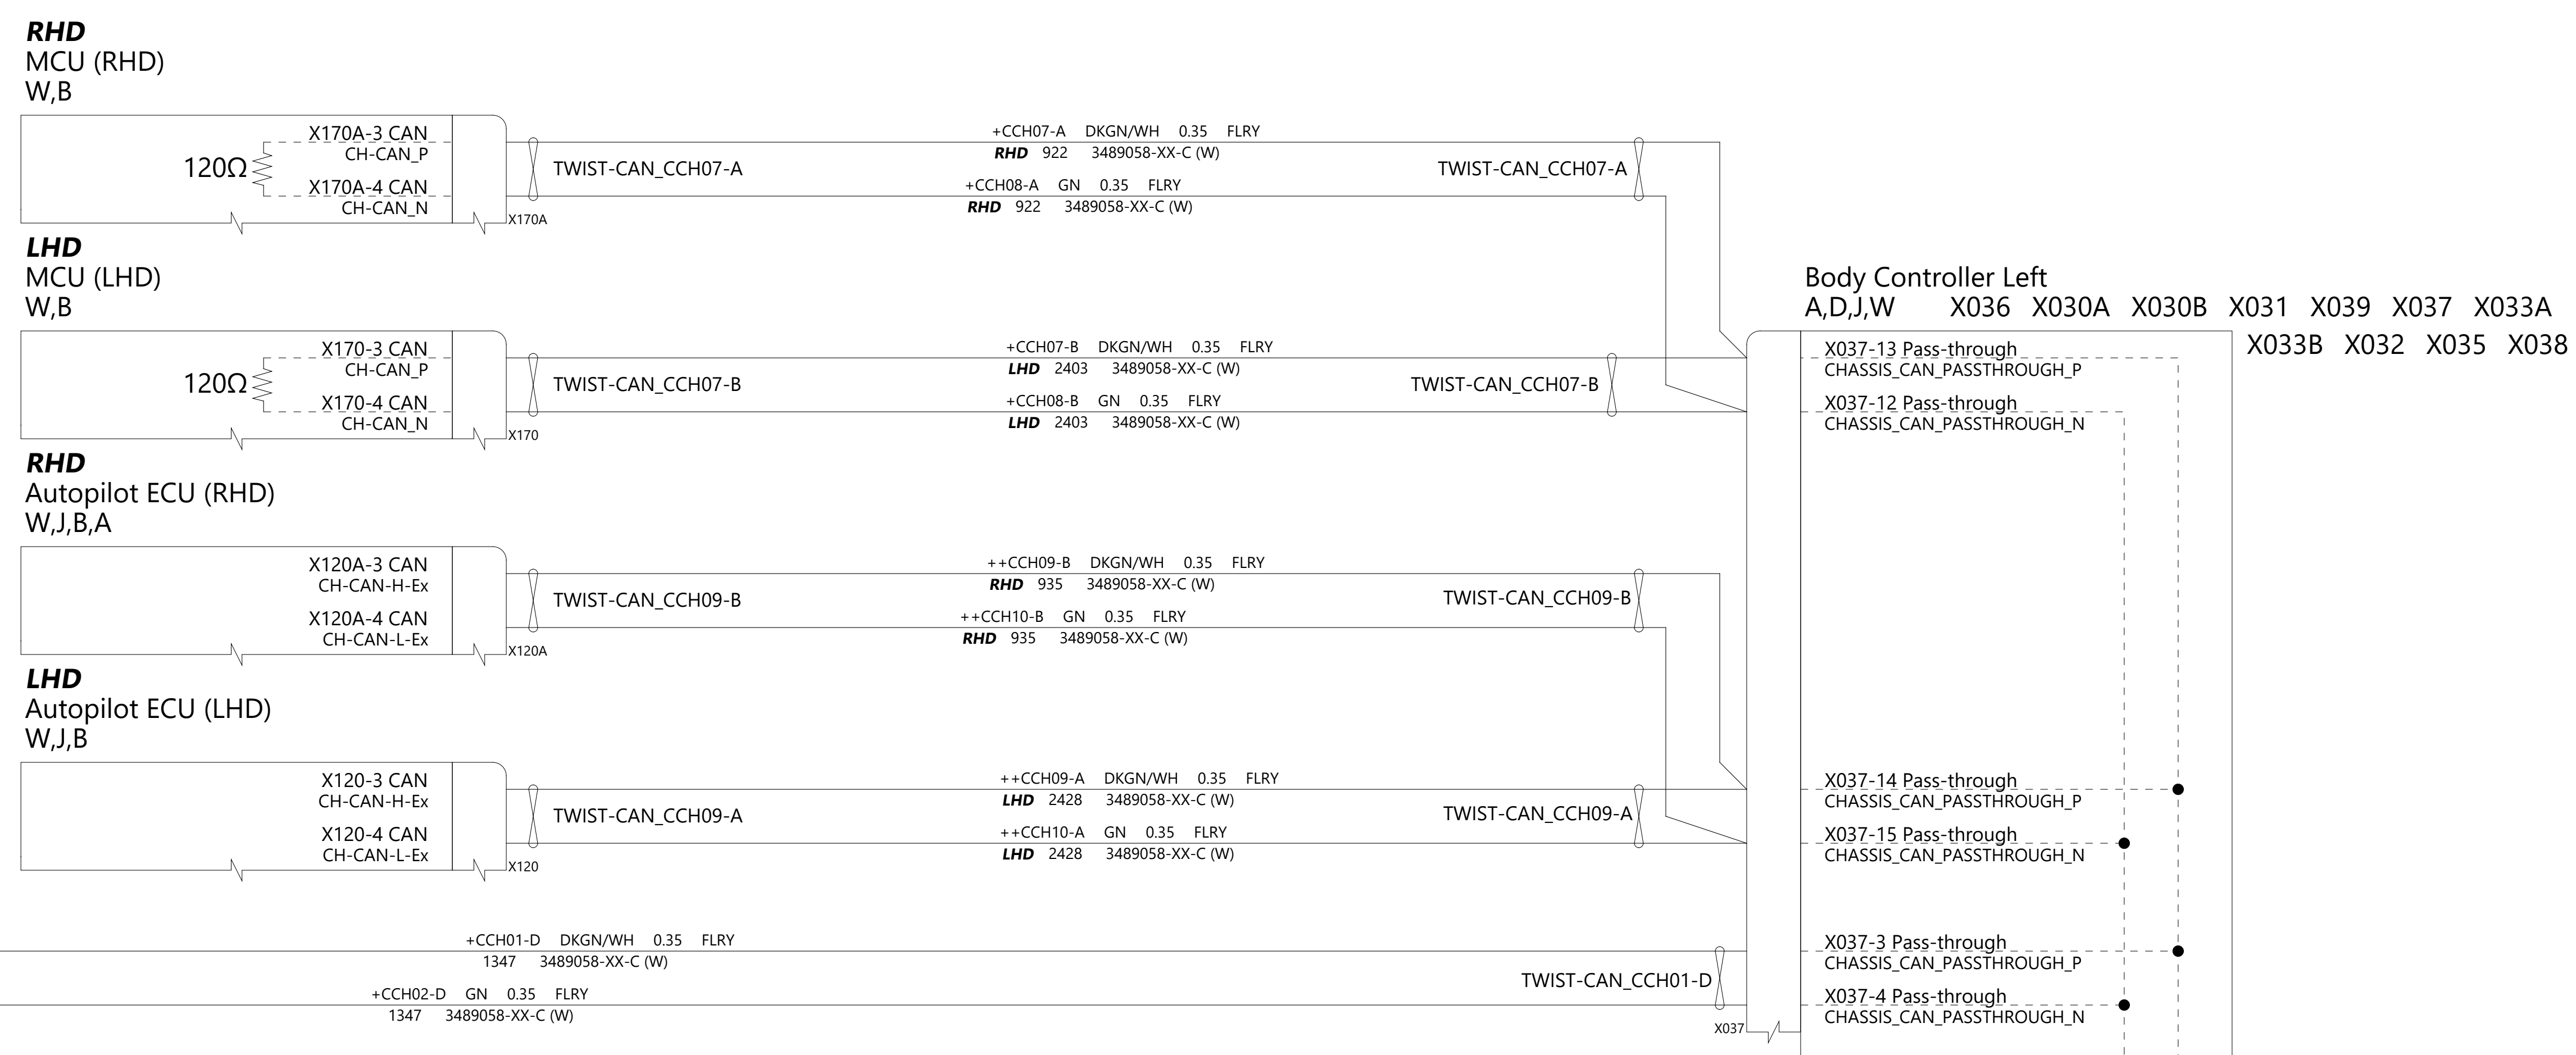 RHD
MCU (RHD)
W,B
X170A-3 CAN
CH-CAN_P
120Ω
X170A-4 CAN
CH-CAN_N
X170A
TWIST-CAN_CCH07-A
+CCH07-A DKGN/WH 0.35 FLRY
RHD 922 3489058-XX-C (W)
+CCH08-A GN 0.35 FLRY
RHD 922 3489058-XX-C (W)
TWIST-CAN_CCH07-A
LHD
MCU (LHD)
W,B
X170-3 CAN
CH-CAN_P
120Ω
X170-4 CAN
CH-CAN_N
X170
TWIST-CAN_CCH07-B
+CCH07-B DKGN/WH 0.35 FLRY
LHD 2403 3489058-XX-C (W)
+CCH08-B GN 0.35 FLRY
LHD 2403 3489058-XX-C (W)
TWIST-CAN_CCH07-B
RHD
Autopilot ECU (RHD)
W,J,B,A
X120A-3 CAN
CH-CAN-H-Ex
X120A-4 CAN
CH-CAN-L-Ex
X120A
TWIST-CAN_CCH09-B
++CCH09-B DKGN/WH 0.35 FLRY
RHD 935 3489058-XX-C (W)
++CCH10-B GN 0.35 FLRY
RHD 935 3489058-XX-C (W)
TWIST-CAN_CCH09-B
LHD
Autopilot ECU (LHD)
W,J,B
X120-3 CAN
CH-CAN-H-Ex
X120-4 CAN
CH-CAN-L-Ex
X120
TWIST-CAN_CCH09-A
++CCH09-A DKGN/WH 0.35 FLRY
LHD 2428 3489058-XX-C (W)
++CCH10-A GN 0.35 FLRY
LHD 2428 3489058-XX-C (W)
TWIST-CAN_CCH09-A
+CCH01-D DKGN/WH 0.35 FLRY
1347 3489058-XX-C (W)
+CCH02-D GN 0.35 FLRY
1347 3489058-XX-C (W)
TWIST-CAN_CCH01-D
Body Controller Left
A,D,J,W X036 X030A X030B X031 X039 X037 X033A
X033B X032 X035 X038
X037-13 Pass-through
CHASSIS_CAN_PASSTHROUGH_P
X037-12 Pass-through
CHASSIS_CAN_PASSTHROUGH_N
X037-14 Pass-through
CHASSIS_CAN_PASSTHROUGH_P
X037-15 Pass-through
CHASSIS_CAN_PASSTHROUGH_N
X037-3 Pass-through
CHASSIS_CAN_PASSTHROUGH_P
X037-4 Pass-through
CHASSIS_CAN_PASSTHROUGH_N
X037